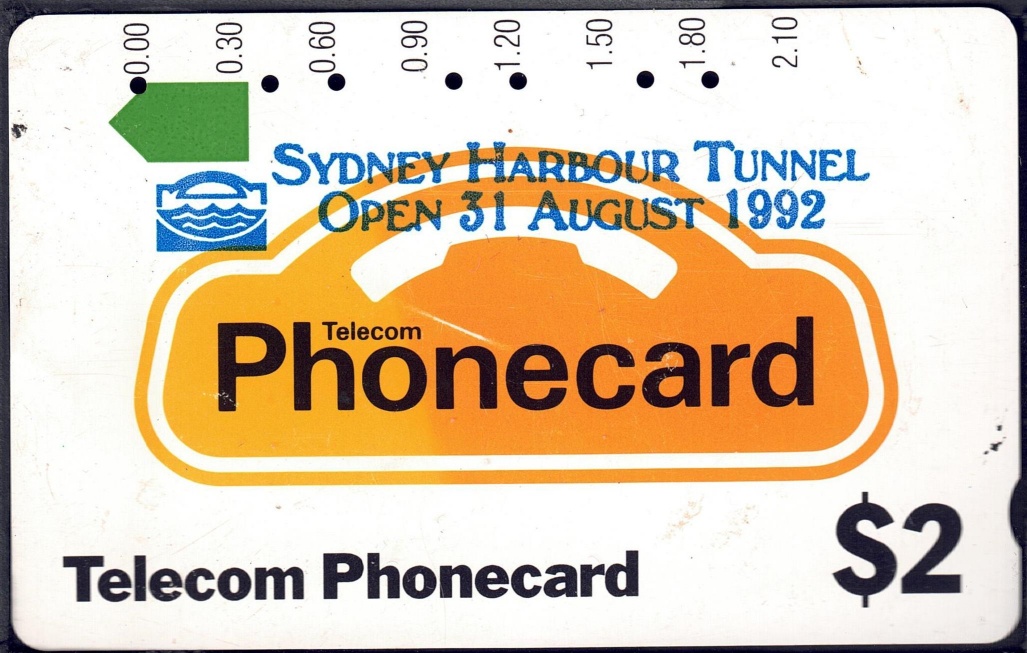 0.00 0.30 0.60 0.90 1.20 1.50 1.80 2.10
SYDNEY HARBOUR TUNNEL
OPEN 31 AUGUST 1992
Telecom
Phonecard
$2
Telecom Phonecard